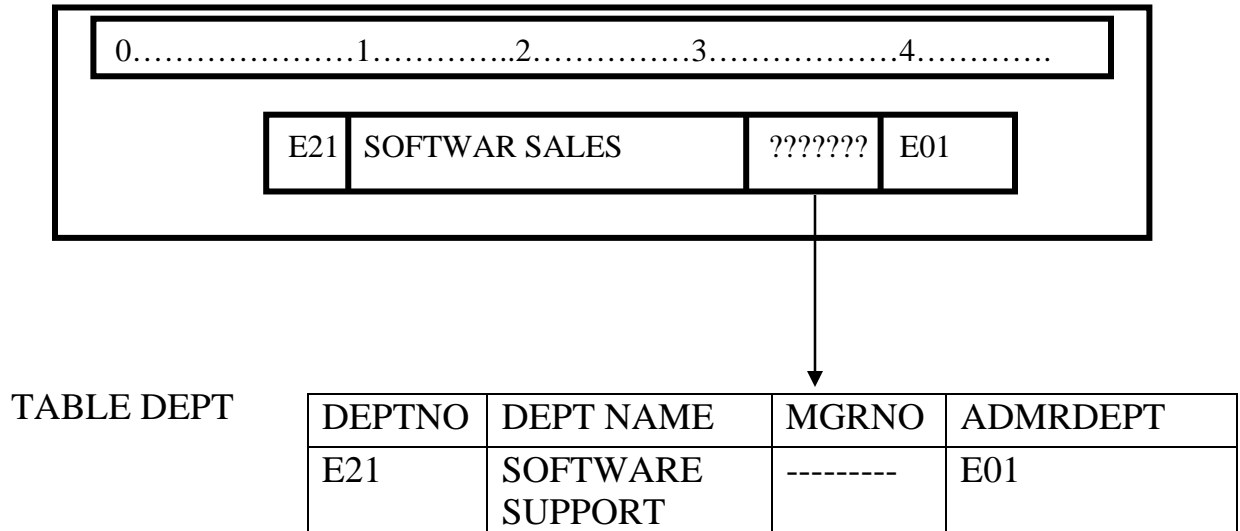 0…………………1…………..2……………3………………4………….
E21 SOFTWAR SALES ??????? E01
TABLE DEPT
DEPTNO DEPT NAME MGRNO ADMRDEPT
E21 SOFTWARE --------- E01
SUPPORT